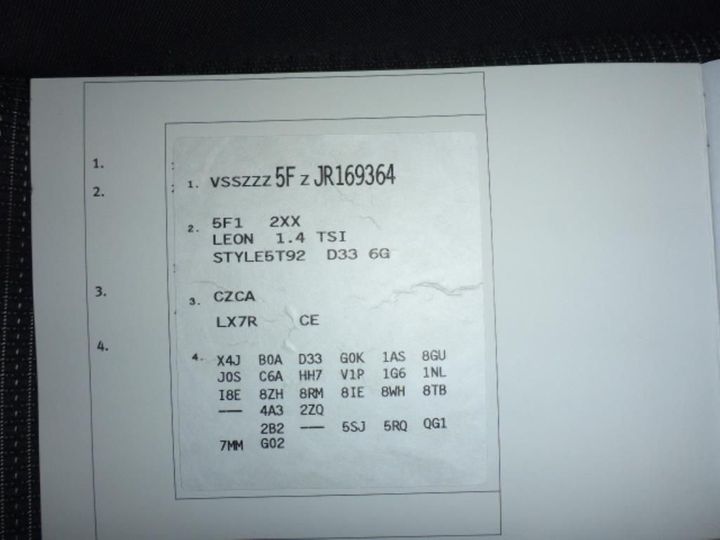 1.
2.
3.
4.
1. VSSZZZ 5F Z JR169364
2. 5F1 2XX
LEON 1.4 TSI
STYLE5T92 D33 6G
3. CZCA
LX7R CE
4. X4J B0A D33 G0K 1AS 8GU
J0S C6A HH7 V1P 1G6 1NL
I8E 8ZH 8RM 8IE 8WH 8TB
--- 4A3 2ZQ
2B2 --- 5SJ 5RQ QG1
7MM G02